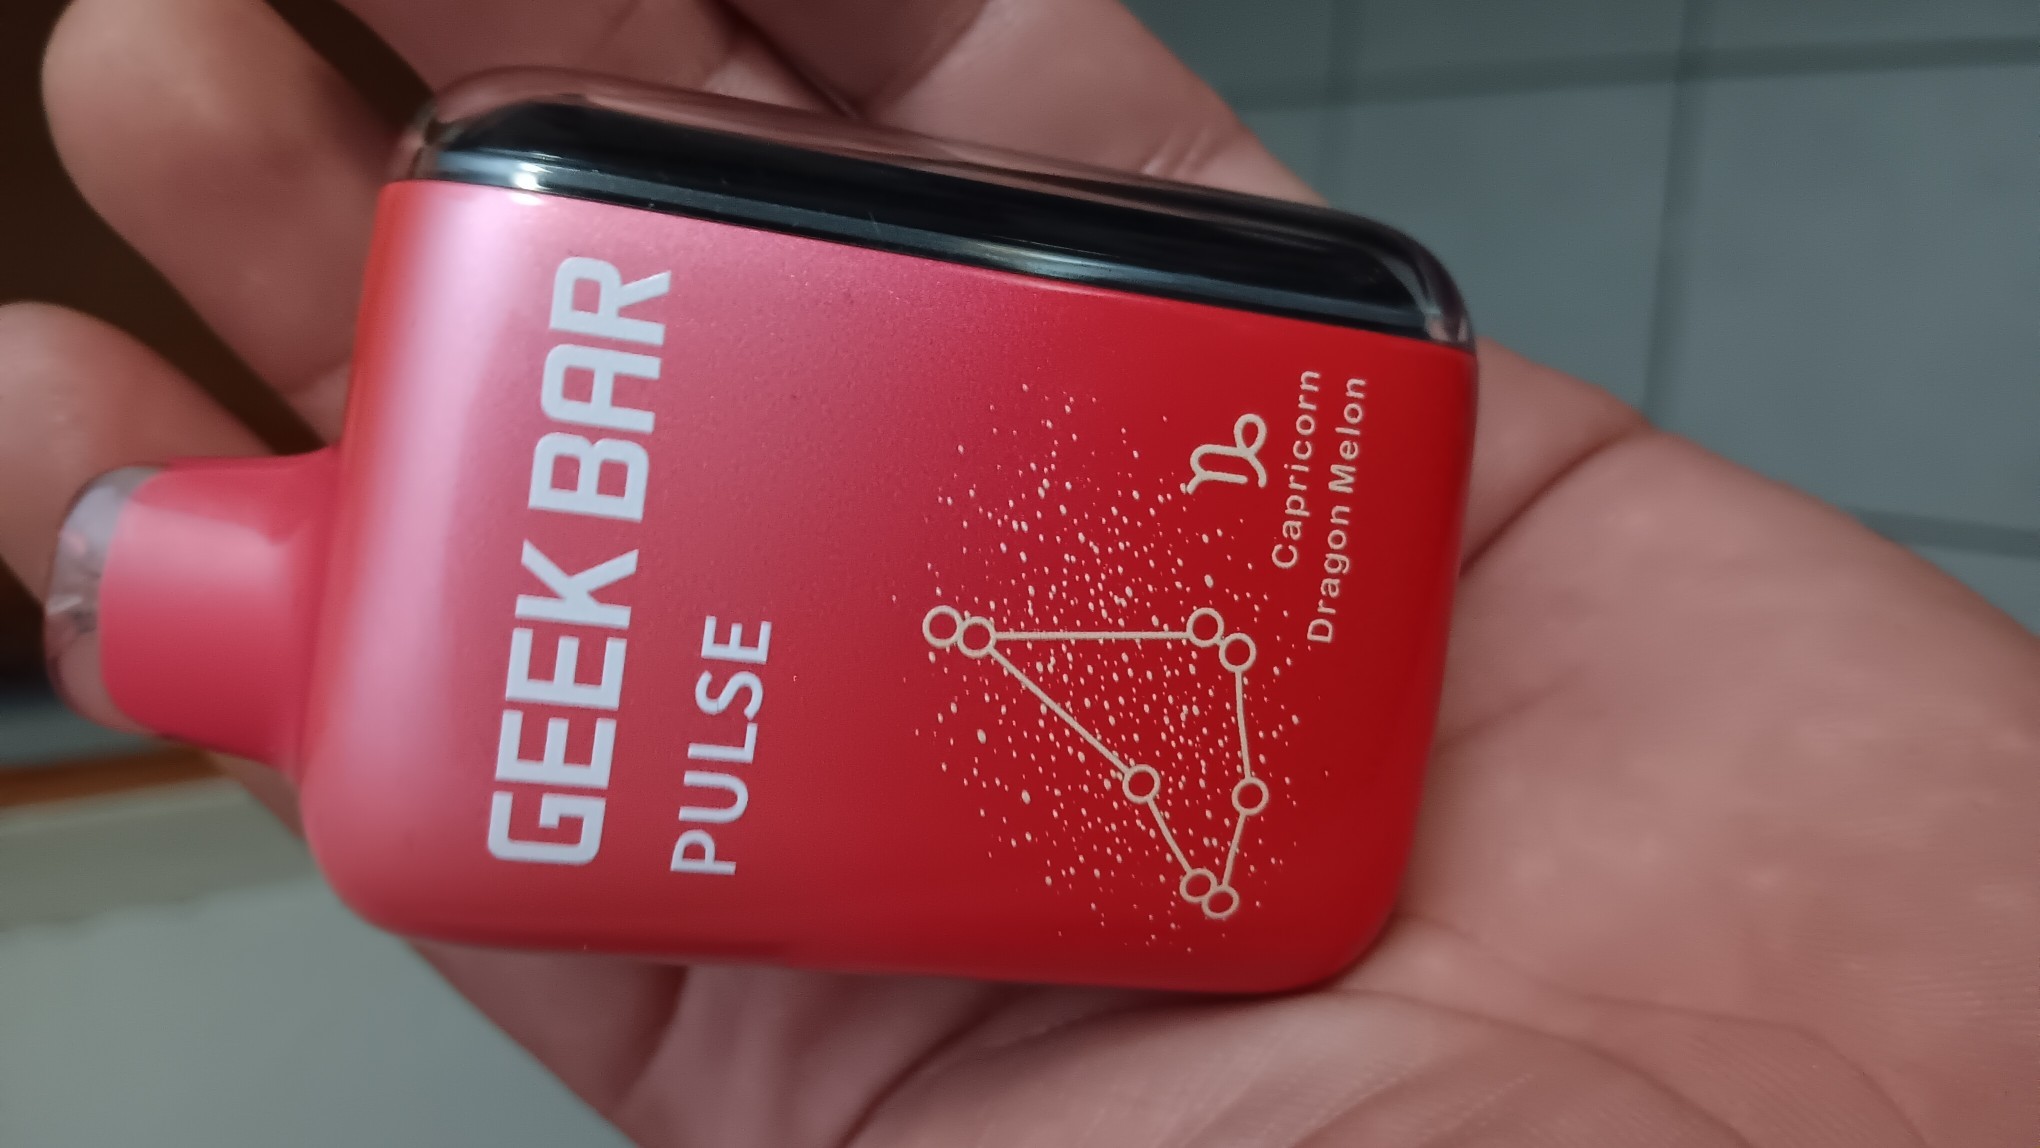 GEEK BAR
PULSE
Capricorn
Dragon Melon